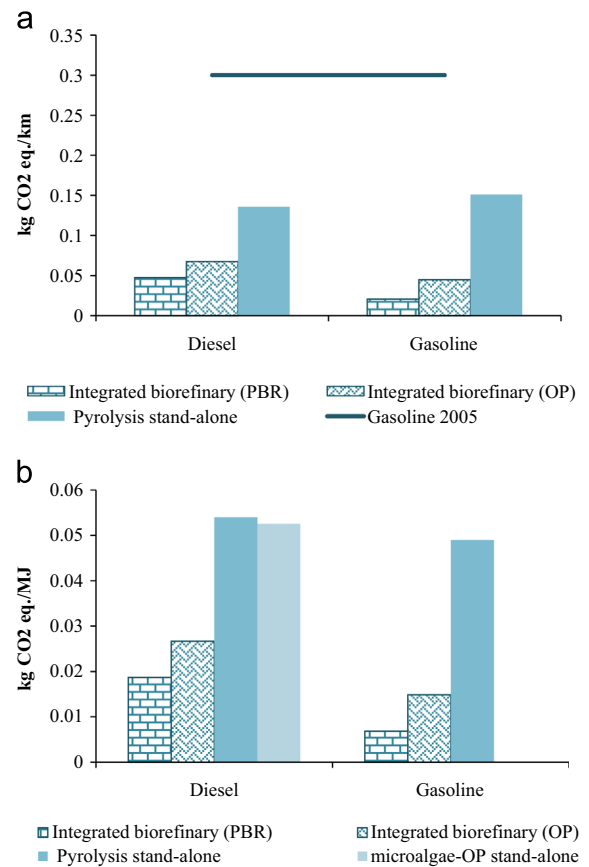 a
0.35
0.3
0.25
0.2
0.15
0.1
0.05
0
kg CO2 eq./km
Diesel Gasoline
Integrated biorefinary (PBR) Integrated biorefinary (OP)
Pyrolysis stand-alone Gasoline 2005
b
0.06
0.05
0.04
0.03
0.02
0.01
0
kg CO2 eq./MJ
Diesel Gasoline
Integrated biorefinary (PBR) Integrated biorefinary (OP)
Pyrolysis stand-alone microalgae-OP stand-alone